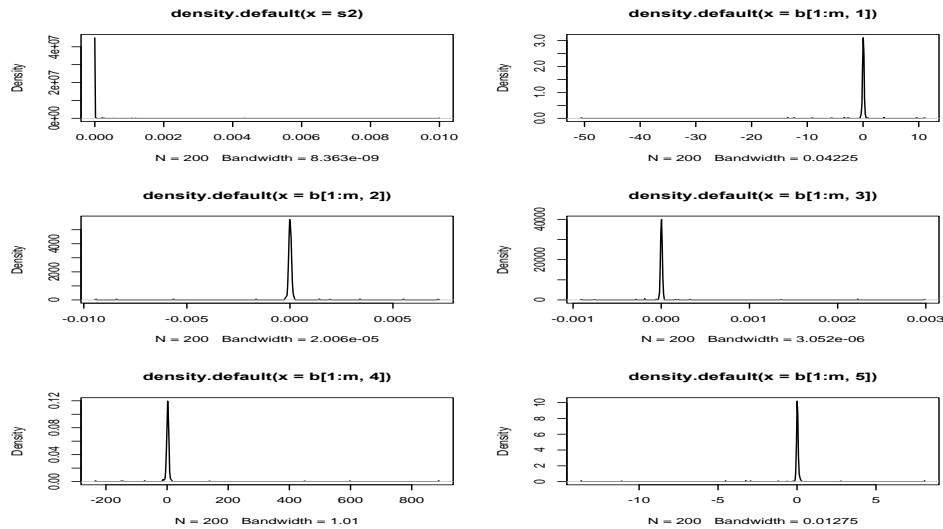 density.default(x = s2)
Density
0e+00 2e+07 4e+07
0.000 0.002 0.004 0.006 0.008 0.010
N = 200 Bandwidth = 8.363e-09
density.default(x = b[1:m, 1])
Density
0.0 1.0 2.0 3.0
-50 -40 -30 -20 -10 0 10
N = 200 Bandwidth = 0.04225
density.default(x = b[1:m, 2])
Density
0 2000 4000
-0.010 -0.005 0.000 0.005
N = 200 Bandwidth = 2.006e-05
density.default(x = b[1:m, 3])
Density
0 20000 40000
-0.001 0.000 0.001 0.002 0.003
N = 200 Bandwidth = 3.052e-06
density.default(x = b[1:m, 4])
Density
0.00 0.04 0.08 0.12
-200 0 200 400 600 800
N = 200 Bandwidth = 1.01
density.default(x = b[1:m, 5])
Density
0 2 4 6 8 10
-10 -5 0 5
N = 200 Bandwidth = 0.01275